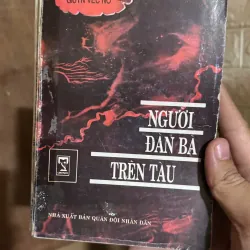 NGƯỜI
ĐÀN BÀ
TRÊN TÀU
NHÀ XUẤT BẢN QUÂN ĐỘI NHÂN DÂN